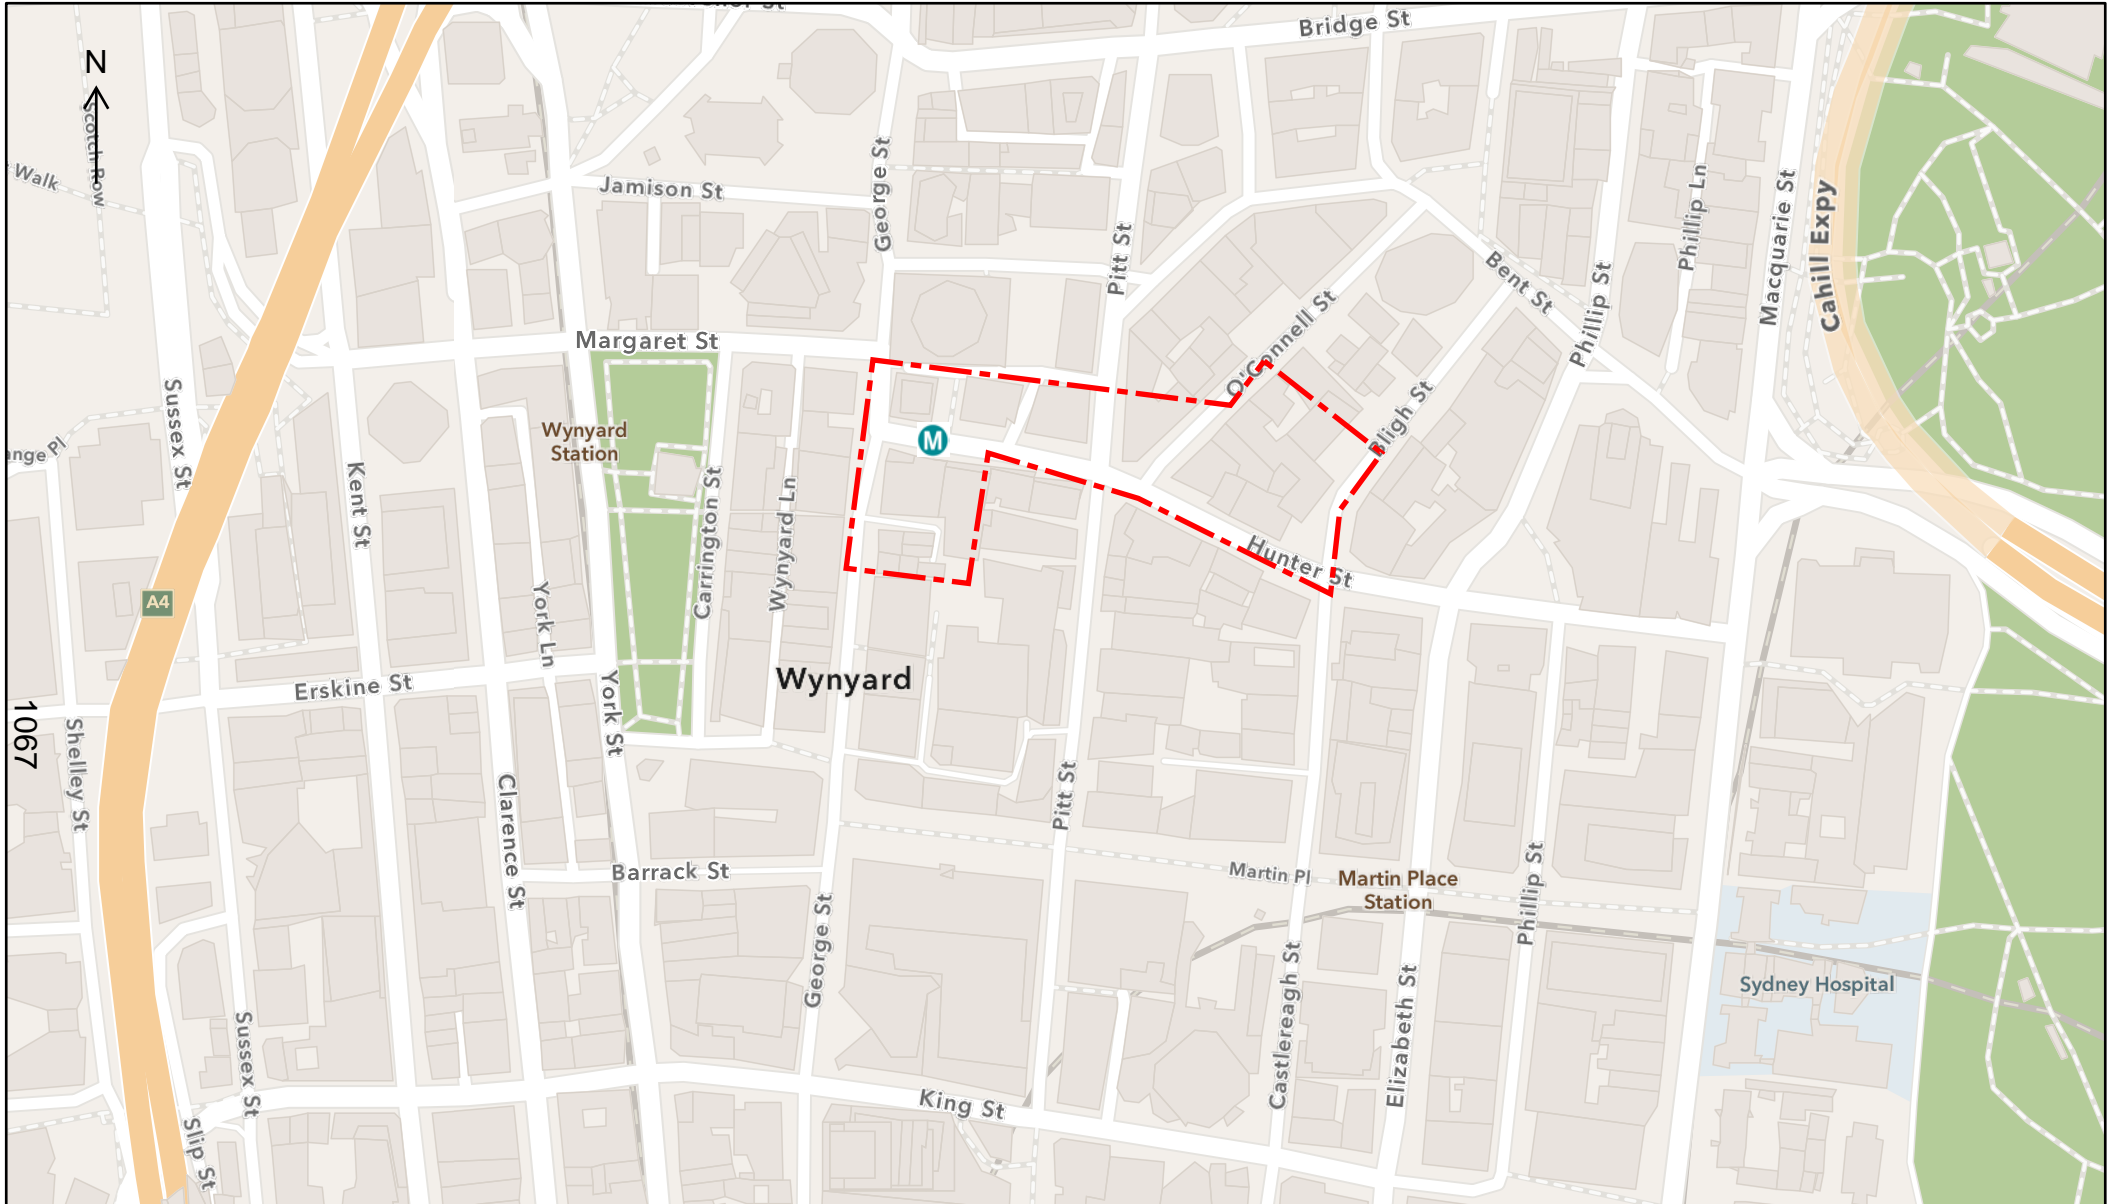 Bridge St
N
Scotch Row
Walk
Jamison St
George St
Pitt St
Phillip Ln
Macquarie St
Cahill Expy
Bent St
Phillip St
O'Connell St
Margaret St
Sussex St
Wynyard
Station
M
Bligh St
Kent St
Carrington St
Wynyard Ln
Hunter St
A4
York Ln
Wynyard
Erskine St
York St
1067
Shelley St
Clarence St
Pitt St
Barrack St
Martin Pl
Martin Place
Station
Phillip St
George St
Castlereagh St
Elizabeth St
Sydney Hospital
Sussex St
King St
Slip St